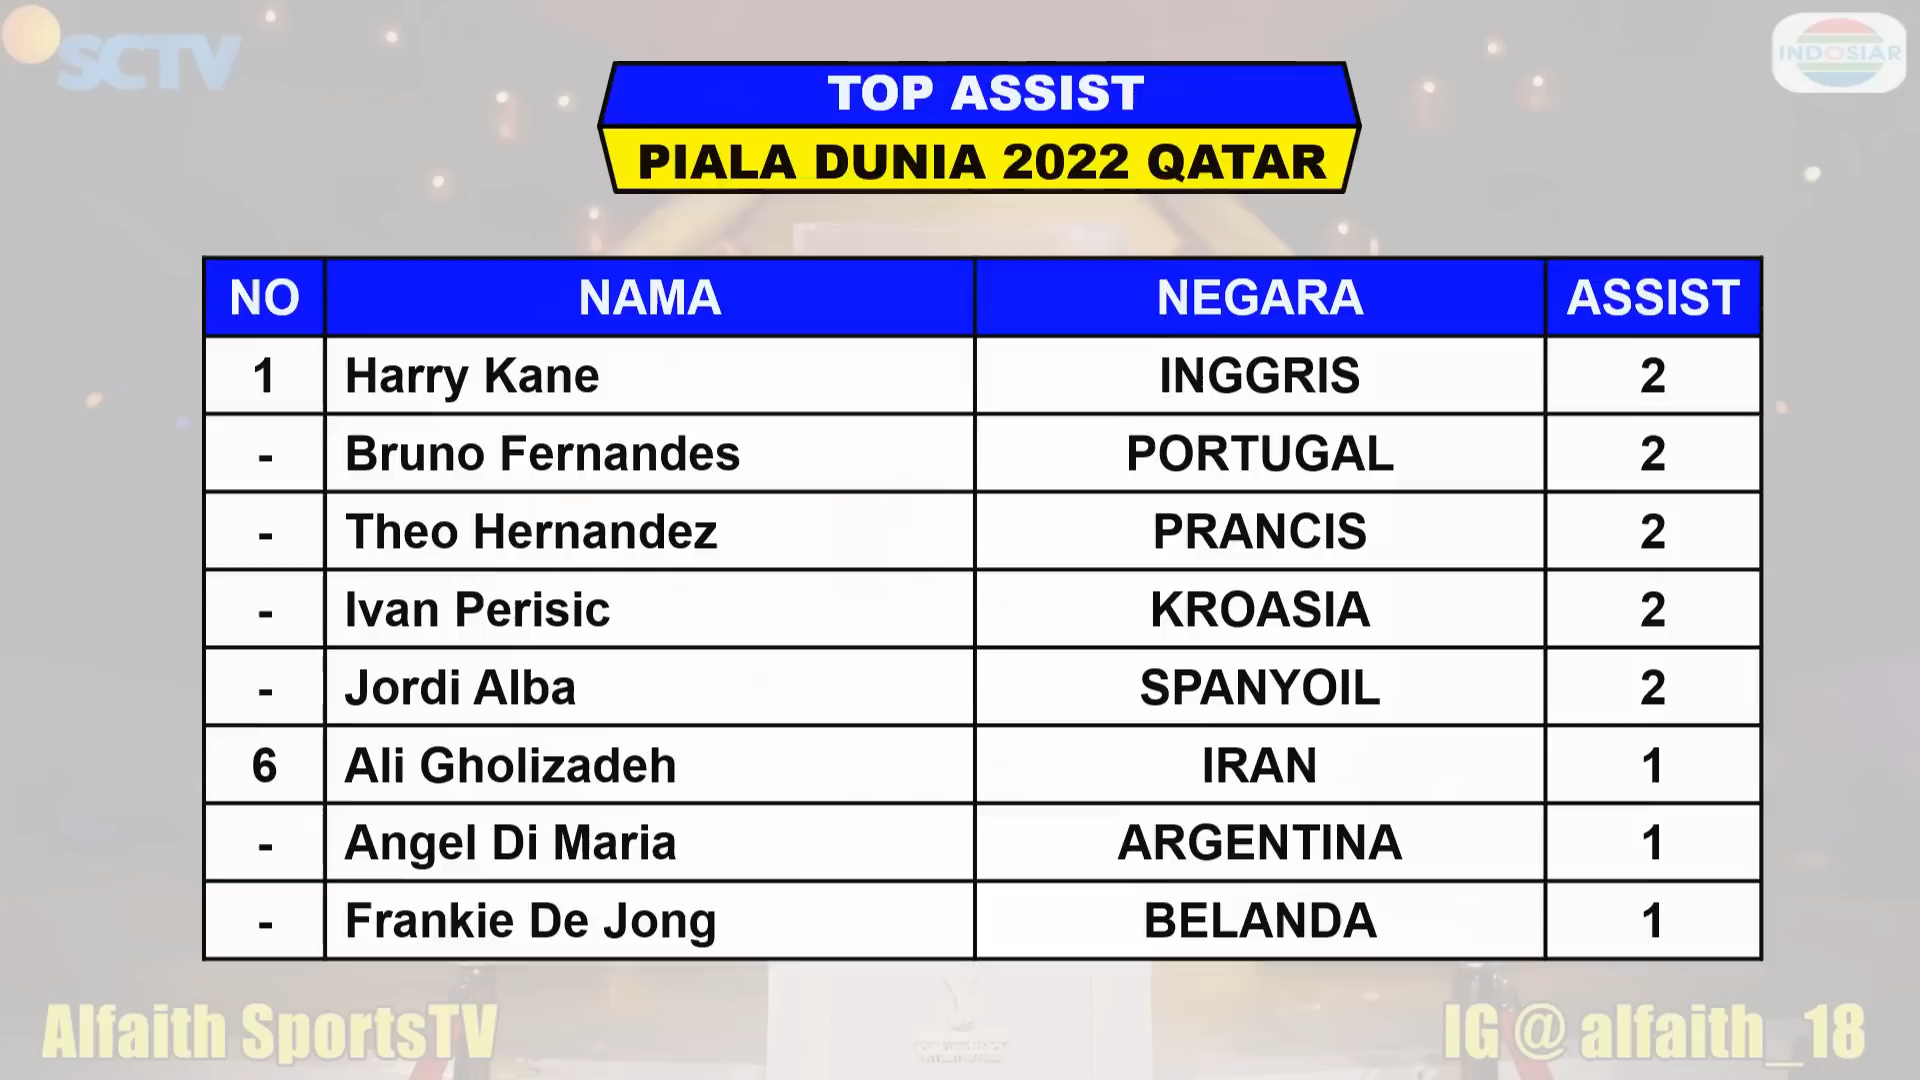 SCTV
INDOSIAR
TOP ASSIST
PIALA DUNIA 2022 QATAR
NO NAMA NEGARA ASSIST
1 Harry Kane INGGRIS 2
- Bruno Fernandes PORTUGAL 2
- Theo Hernandez PRANCIS 2
- Ivan Perisic KROASIA 2
- Jordi Alba SPANYOIL 2
6 Ali Gholizadeh IRAN 1
- Angel Di Maria ARGENTINA 1
- Frankie De Jong BELANDA 1
Alfaith SportsTV
IG @ alfaith_18